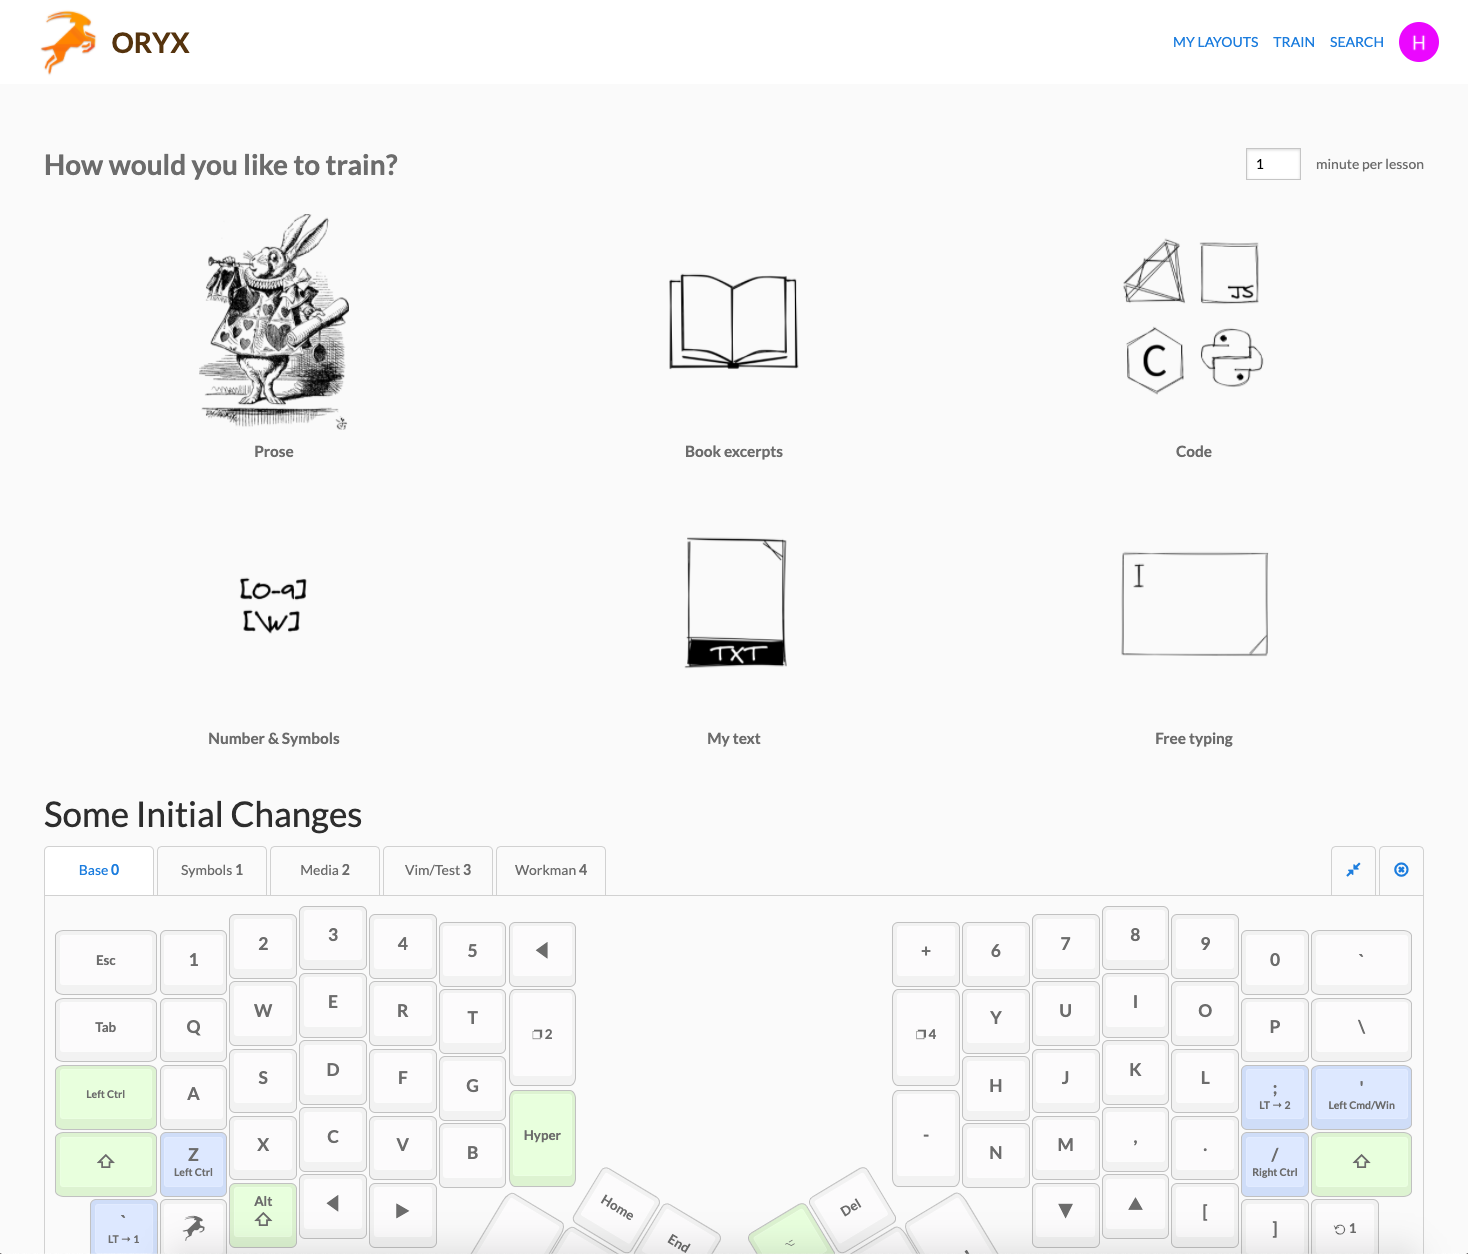 ORYX
MY LAYOUTS TRAIN SEARCH H
How would you like to train?
1 minute per lesson
JS
C
Prose Book excerpts Code
[0-9]
[\W]
I
TXT
Number & Symbols My text Free typing
Some Initial Changes
Base 0 Symbols 1 Media 2 Vim/Test 3 Workman 4
Esc 1 2 3 4 5 + 6 7 8 9 0 `
Tab Q W E R T 2 4 Y U I O P \
Left Ctrl A S D F G H J K L ; LT → 2 ' Left Cmd/Win
Z Left Ctrl X C V B Hyper - N M , . / Right Ctrl
` LT → 1 Alt Home End Del [ ] 1